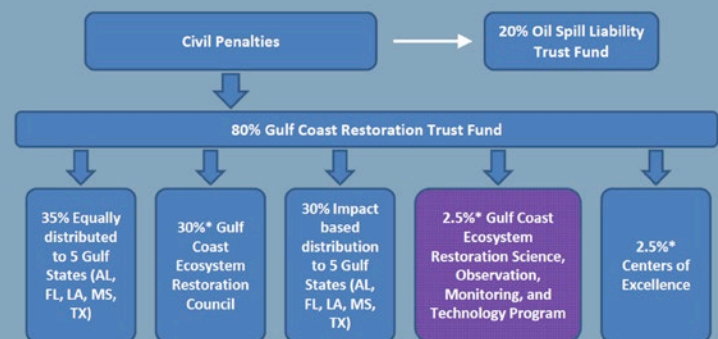 Civil Penalties
20% Oil Spill Liability
Trust Fund
80% Gulf Coast Restoration Trust Fund
35% Equally
distributed
to 5 Gulf
States (AL,
FL, LA, MS,
TX)
30%* Gulf
Coast
Ecosystem
Restoration
Council
30% Impact
based
distribution
to 5 Gulf
States (AL,
FL, LA, MS,
TX)
2.5%* Gulf Coast
Ecosystem
Restoration Science,
Observation,
Monitoring, and
Technology Program
2.5%*
Centers of
Excellence